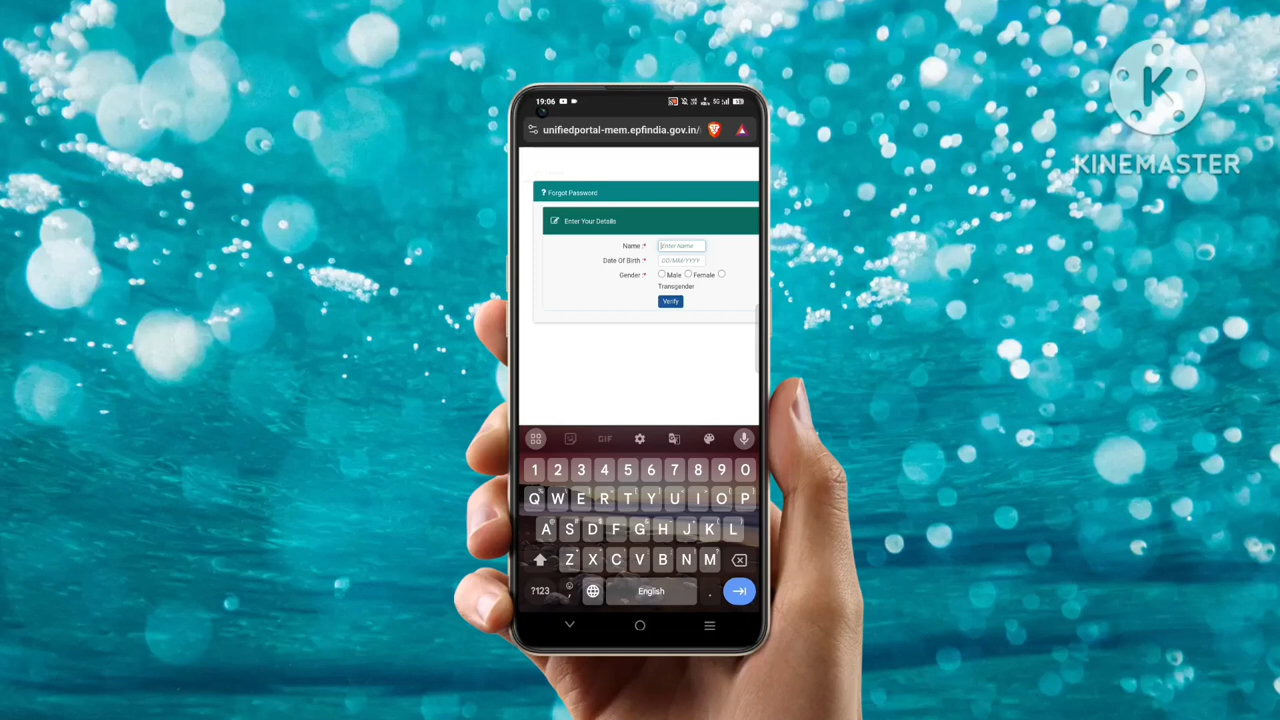 K
KINEMASTER
19:06 5G
unifiedportal-mem.epfindia.gov.in/
? Forgot Password
Enter Your Details
Name :* Enter Name
Date Of Birth :* DD/MM/YYYY
Gender :* Male Female
Transgender
Verify
GIF
1 2 3 4 5 6 7 8 9 0
Q W E R T Y U I O P
A S D F G H J K L
Z X C V B N M
?123 , English .